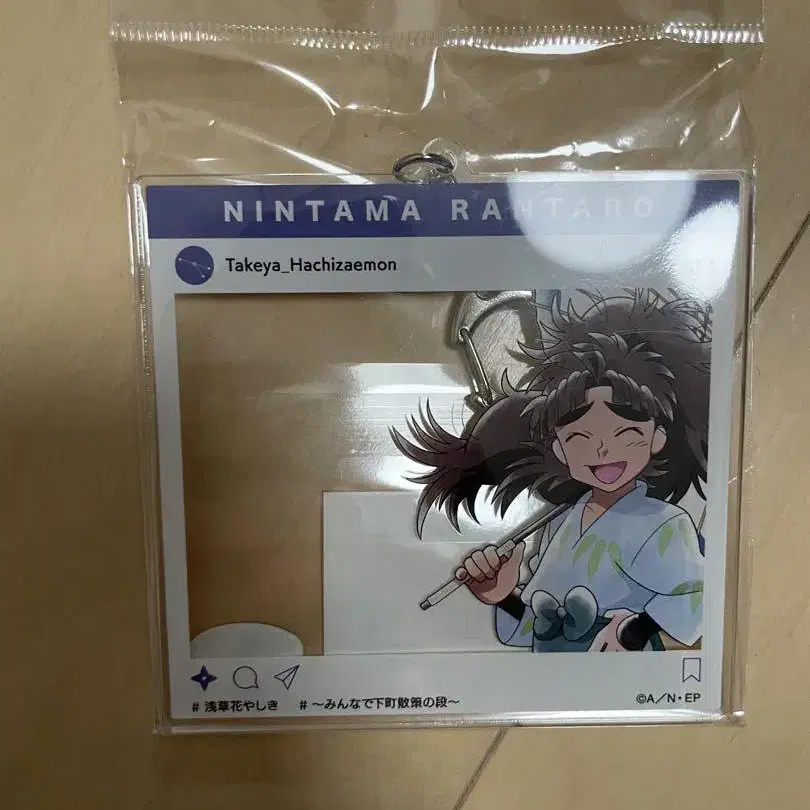 NINTAMA RANTARO
Takeya_Hachizaemon
# 浅草花やしき # ～みんなで下町散策の段～
©A／N・EP